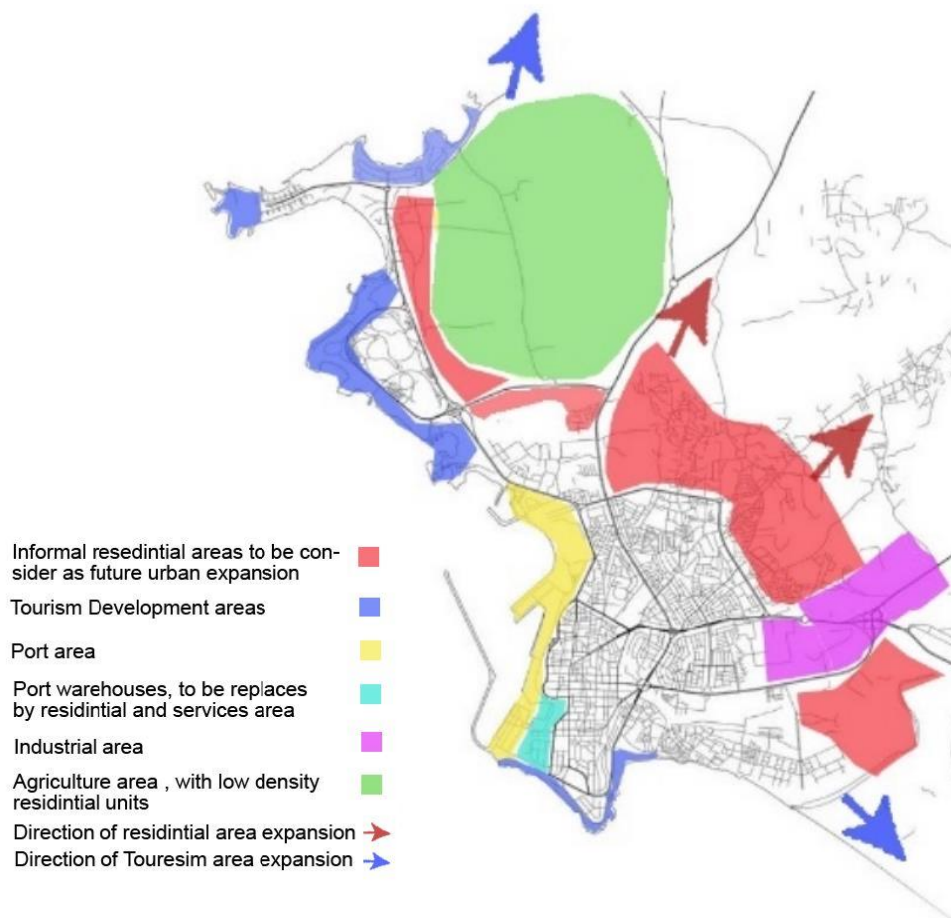 Informal resedintial areas to be con-
sider as future urban expansion
Tourism Development areas
Port area
Port warehouses, to be replaces
by residintial and services area
Industrial area
Agriculture area , with low density
residintial units
Direction of residintial area expansion
Direction of Touresim area expansion